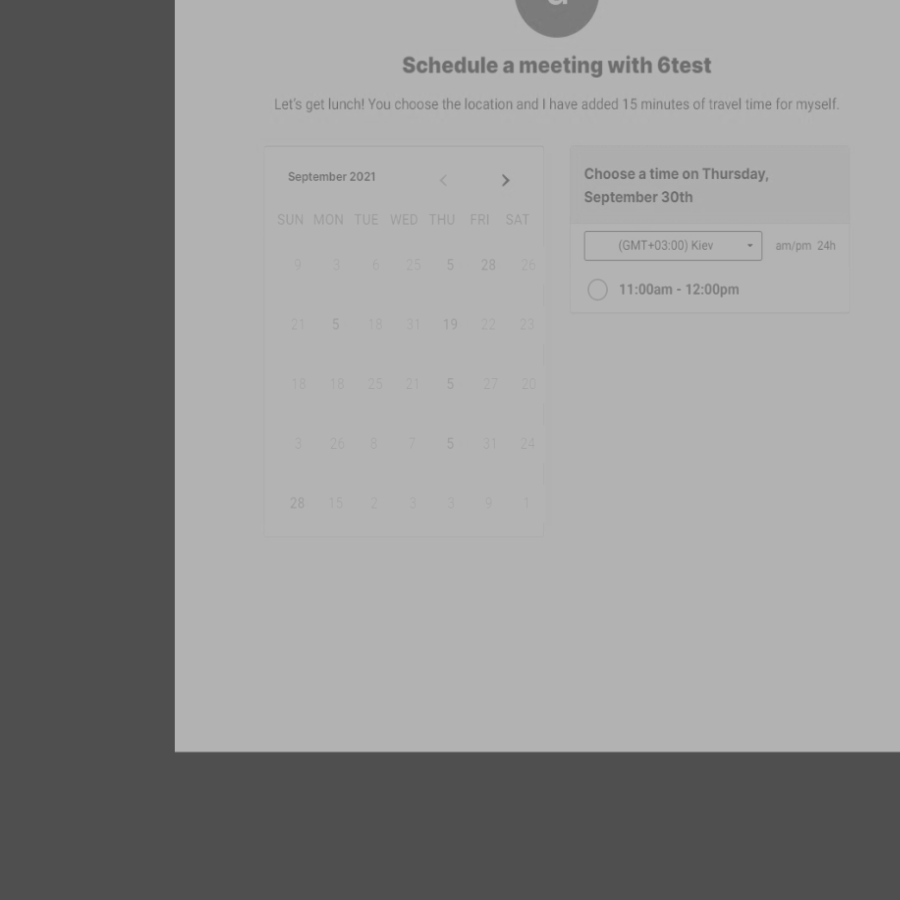 Schedule a meeting with 6test
Let's get lunch! You choose the location and I have added 15 minutes of travel time for myself.
September 2021
SUN MON TUE WED THU FRI SAT
9 3 6 25 5 28 26
21 5 18 31 19 22 23
18 18 25 21 5 27 20
3 26 8 7 5 31 24
28 15 2 3 3 9 1
Choose a time on Thursday,
September 30th
(GMT+03:00) Kiev am/pm 24h
11:00am - 12:00pm